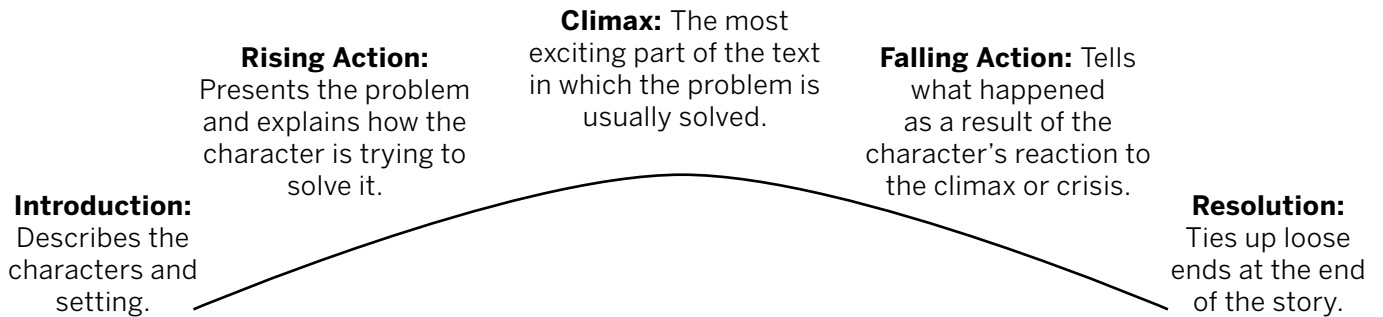 Introduction:
Describes the
characters and
setting.
Rising Action:
Presents the problem
and explains how the
character is trying to
solve it.
Climax: The most
exciting part of the text
in which the problem is
usually solved.
Falling Action: Tells
what happened
as a result of the
character’s reaction to
the climax or crisis.
Resolution:
Ties up loose
ends at the end
of the story.